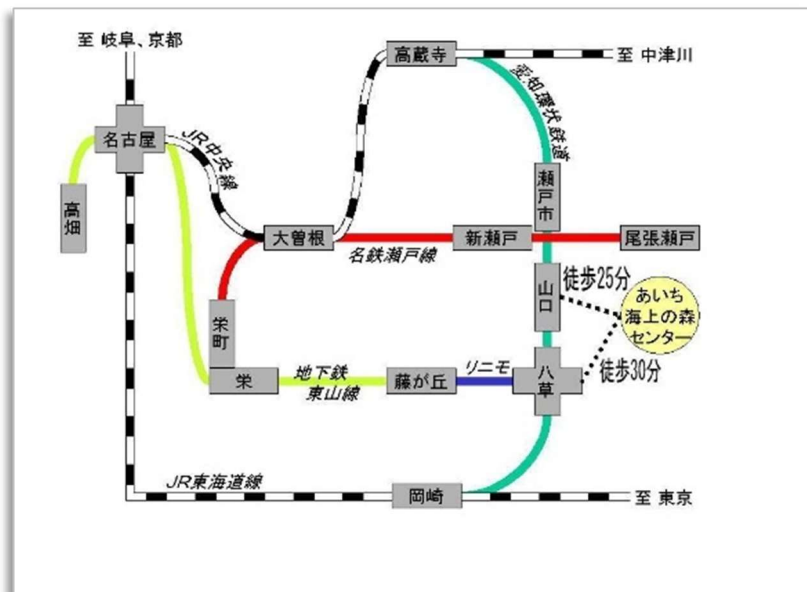 至 岐阜、京都
高蔵寺
至 中津川
愛知環状鉄道
名古屋
JR中央線
高畑
瀬戸市
大曽根
新瀬戸
尾張瀬戸
名鉄瀬戸線
徒歩25分
山口
あいち
海上の森
センター
栄町
徒歩30分
栄
地下鉄
東山線
藤が丘
リニモ
八草
JR東海道線
岡崎
至 東京